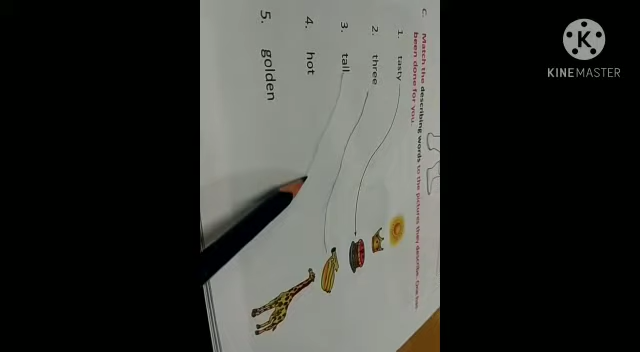 C. Match the describing words to the pictures they describe. One has
been done for you.
1. tasty
2. three
3. tall
4. hot
5. golden
KINEMASTER